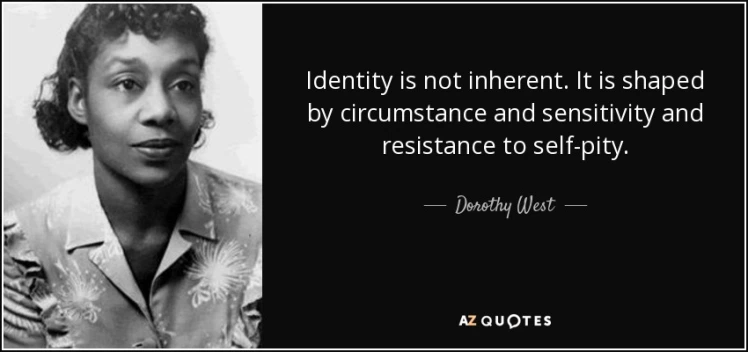 Identity is not inherent. It is shaped
by circumstance and sensitivity and
resistance to self-pity.
Dorothy West
AZ QUOTES